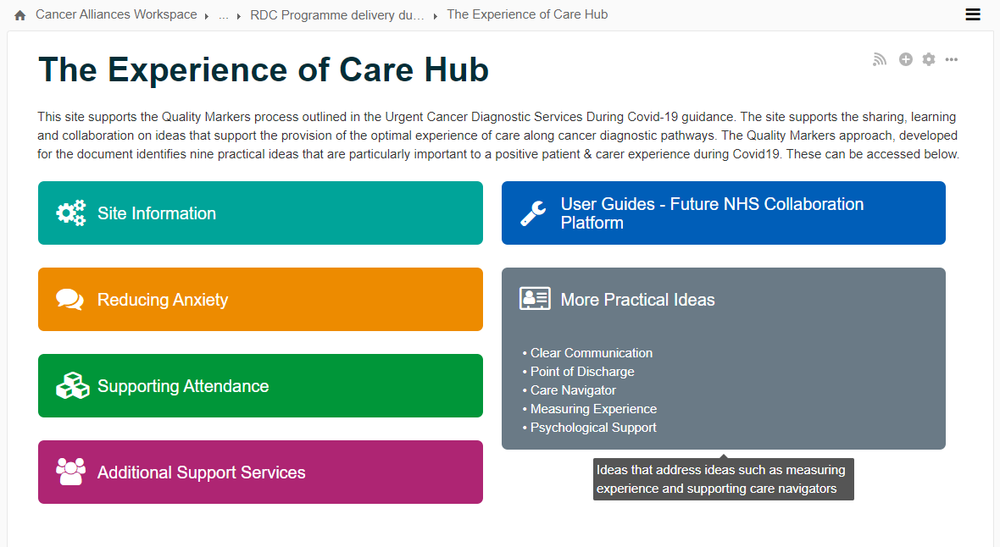 Cancer Alliances Workspace ... RDC Programme delivery du... The Experience of Care Hub
The Experience of Care Hub
This site supports the Quality Markers process outlined in the Urgent Cancer Diagnostic Services During Covid-19 guidance. The site supports the sharing, learning
and collaboration on ideas that support the provision of the optimal experience of care along cancer diagnostic pathways. The Quality Markers approach, developed
for the document identifies nine practical ideas that are particularly important to a positive patient & carer experience during Covid19. These can be accessed below.
Site Information
User Guides - Future NHS Collaboration
Platform
Reducing Anxiety
Supporting Attendance
Additional Support Services
More Practical Ideas
• Clear Communication
• Point of Discharge
• Care Navigator
• Measuring Experience
• Psychological Support
Ideas that address ideas such as measuring
experience and supporting care navigators